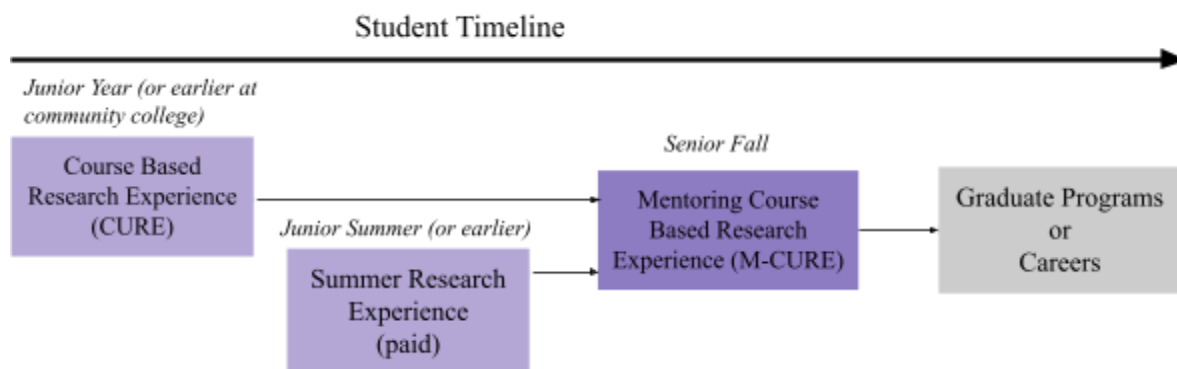 Student Timeline
Junior Year (or earlier at
community college)
Course Based
Research Experience
(CURE)
Junior Summer (or earlier)
Summer Research
Experience
(paid)
Senior Fall
Mentoring Course
Based Research
Experience (M-CURE)
Graduate Programs
or
Careers